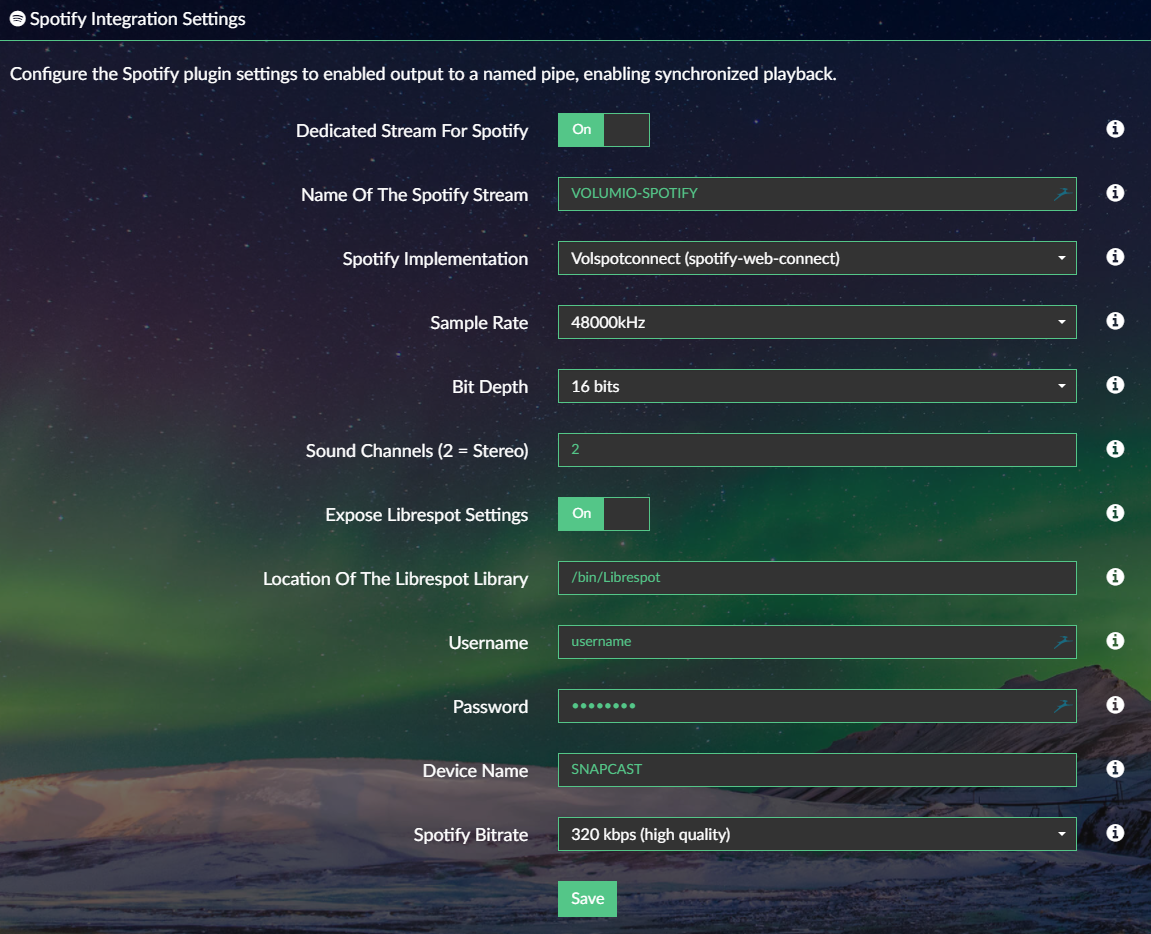 Spotify Integration Settings
Configure the Spotify plugin settings to enabled output to a named pipe, enabling synchronized playback.
Dedicated Stream For Spotify On
Name Of The Spotify Stream VOLUMIO-SPOTIFY
Spotify Implementation Volspotconnect (spotify-web-connect)
Sample Rate 48000kHz
Bit Depth 16 bits
Sound Channels (2 = Stereo) 2
Expose Librespot Settings On
Location Of The Librespot Library /bin/Librespot
Username username
Password ••••••••
Device Name SNAPCAST
Spotify Bitrate 320 kbps (high quality)
Save